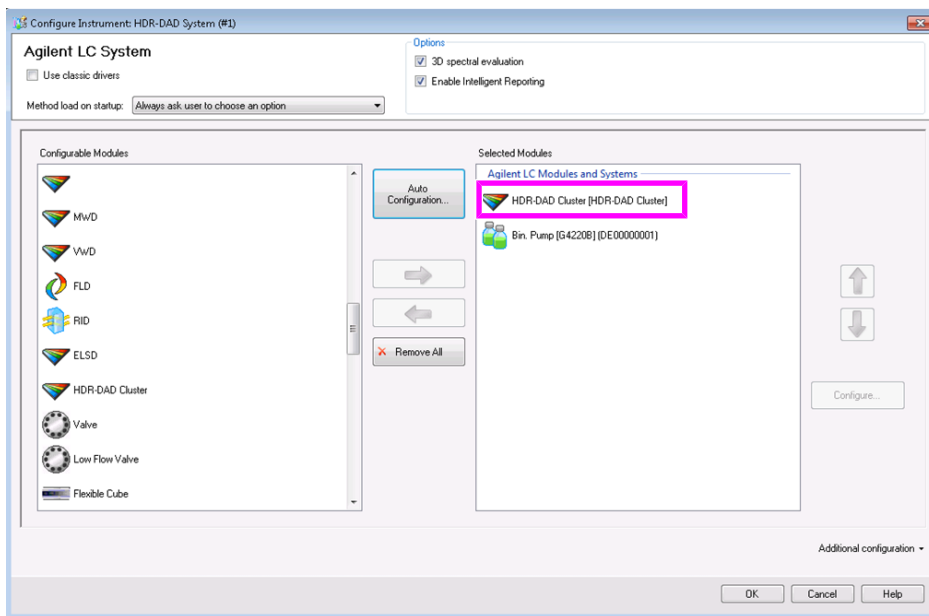 Configure Instrument: HDR-DAD System (#1)
Agilent LC System
Use classic drivers
Method load on startup: Always ask user to choose an option
Options
3D spectral evaluation
Enable Intelligent Reporting
Configurable Modules
MWD
VWD
FLD
RID
ELSD
HDR-DAD Cluster
Valve
Low Flow Valve
Flexible Cube
Auto
Configuration...
Remove All
Selected Modules
Agilent LC Modules and Systems
HDR-DAD Cluster [HDR-DAD Cluster]
Bin. Pump [G4220B] (DE00000001)
Configure...
Additional configuration
OK
Cancel
Help